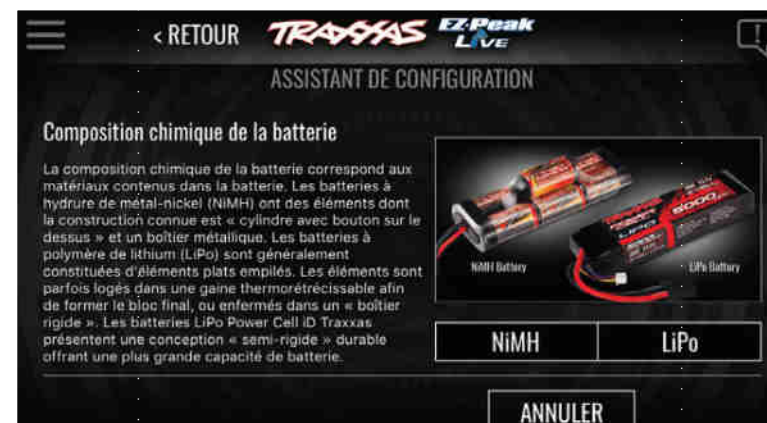 < RETOUR TRAXXAS EZ-Peak LIVE
ASSISTANT DE CONFIGURATION
Composition chimique de la batterie
La composition chimique de la batterie correspond aux
matériaux contenus dans la batterie. Les batteries à
hydrure de métal-nickel (NiMH) ont des éléments dont
la construction connue est « cylindre avec bouton sur le
dessus » et un boîtier métallique. Les batteries à
polymère de lithium (LiPo) sont généralement
constituées d'éléments plats empilés. Les éléments sont
parfois logés dans une gaine thermorétrécissable afin
de former le bloc final, ou enfermés dans un « boîtier
rigide ». Les batteries LiPo Power Cell iD Traxxas
présentent une conception « semi-rigide » durable
offrant une plus grande capacité de batterie.
LiPo
5000
NiMH Battery
LiPo Battery
NiMH
LiPo
ANNULER